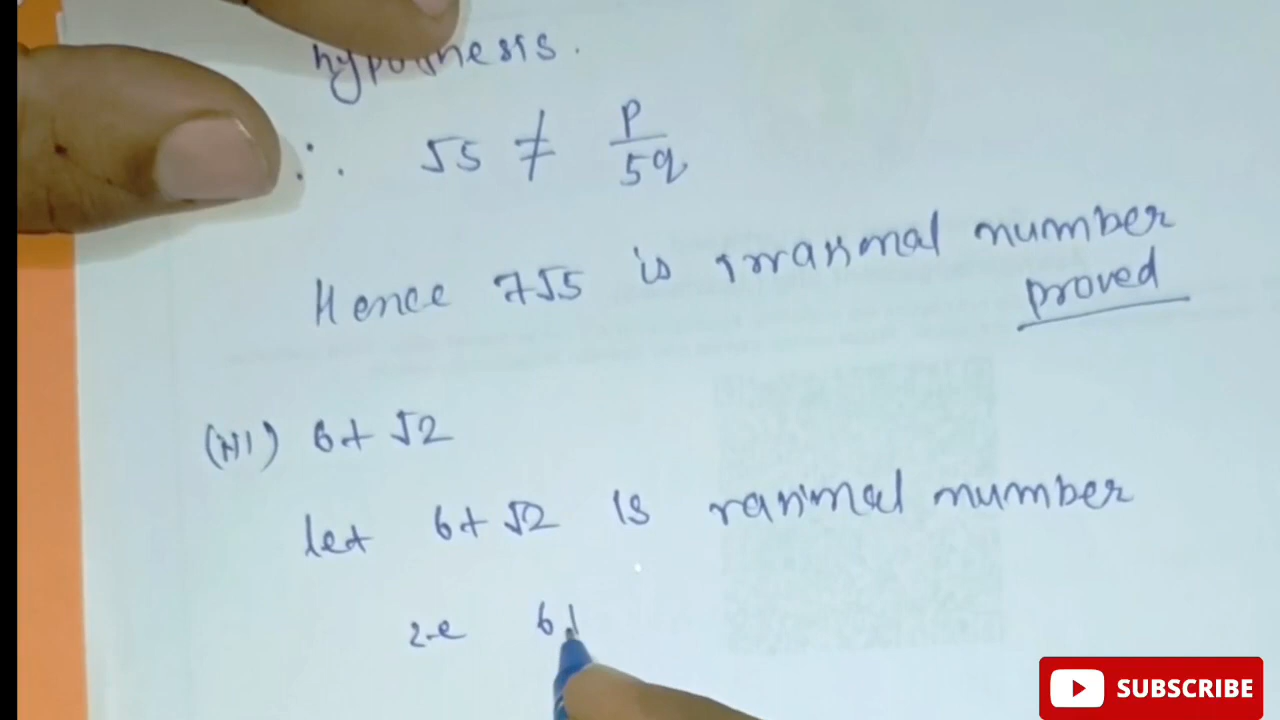 hypothesis.
∴ √5 ≠ p/5q
Hence 7√5 is irrational number
proved
(iii) 6+ √2
let 6+ √2 is rational number
i-e 6+
SUBSCRIBE